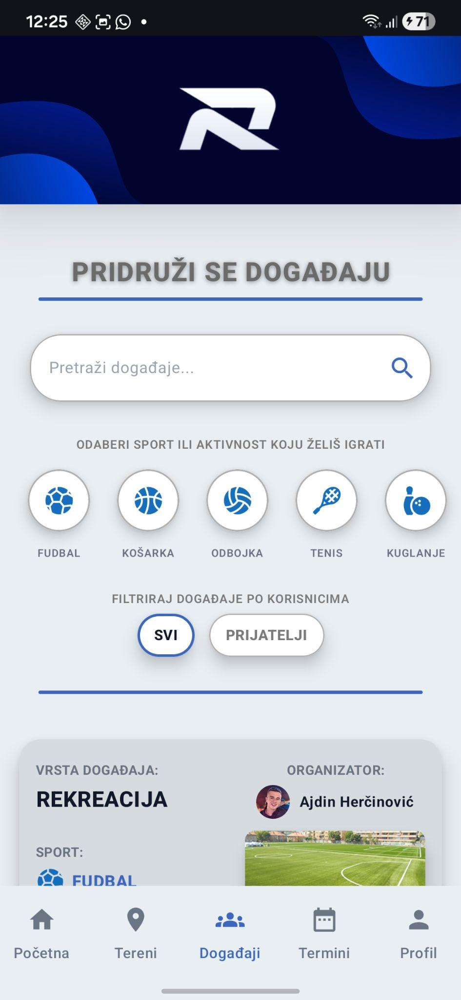 12:25
71
PRIDRUŽI SE DOGAĐAJU
Pretraži događaje...
ODABERI SPORT ILI AKTIVNOST KOJU ŽELIŠ IGRATI
FUDBAL KOŠARKA ODBOJKA TENIS KUGLANJE
FILTRIRAJ DOGAĐAJE PO KORISNICIMA
SVI PRIJATELJI
VRSTA DOGAĐAJA:
REKREACIJA
ORGANIZATOR:
Ajdin Herčinović
SPORT:
FUDBAL
Početna Tereni Događaji Termini Profil